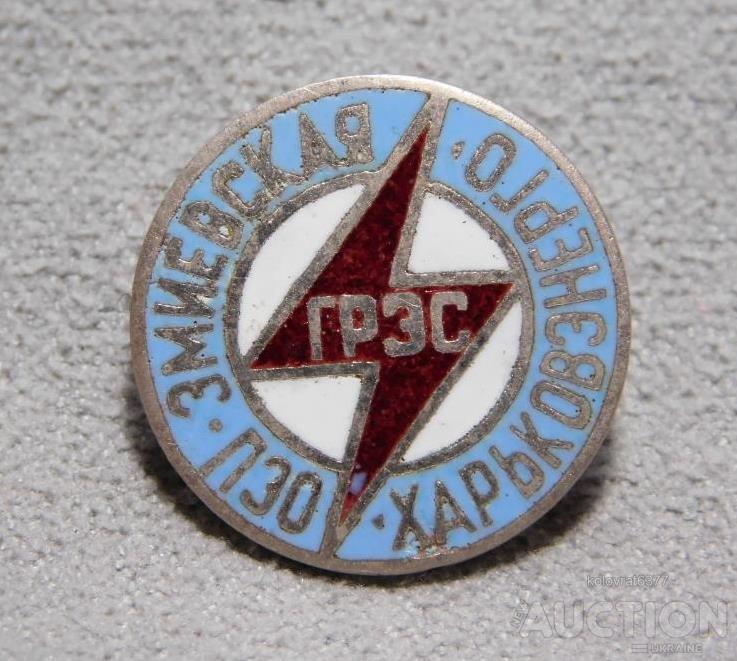 ПЭО · ЗМИЕВСКАЯ
ГРЭС
· ХАРЬКОВЭНЕРГО ·
kolovrat6377
AUCTION
UKRAINE